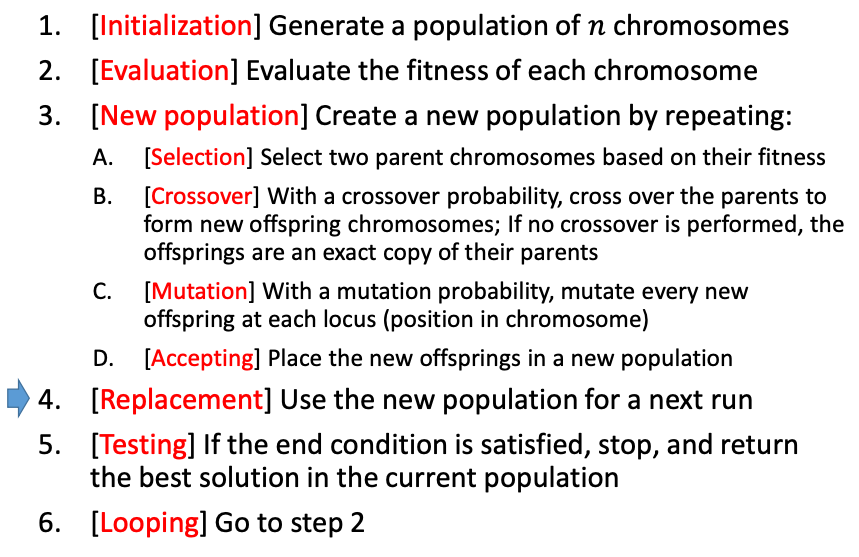 1. [Initialization] Generate a population of n chromosomes
2. [Evaluation] Evaluate the fitness of each chromosome
3. [New population] Create a new population by repeating:
A. [Selection] Select two parent chromosomes based on their fitness
B. [Crossover] With a crossover probability, cross over the parents to
form new offspring chromosomes; If no crossover is performed, the
offsprings are an exact copy of their parents
C. [Mutation] With a mutation probability, mutate every new
offspring at each locus (position in chromosome)
D. [Accepting] Place the new offsprings in a new population
4. [Replacement] Use the new population for a next run
5. [Testing] If the end condition is satisfied, stop, and return
the best solution in the current population
6. [Looping] Go to step 2